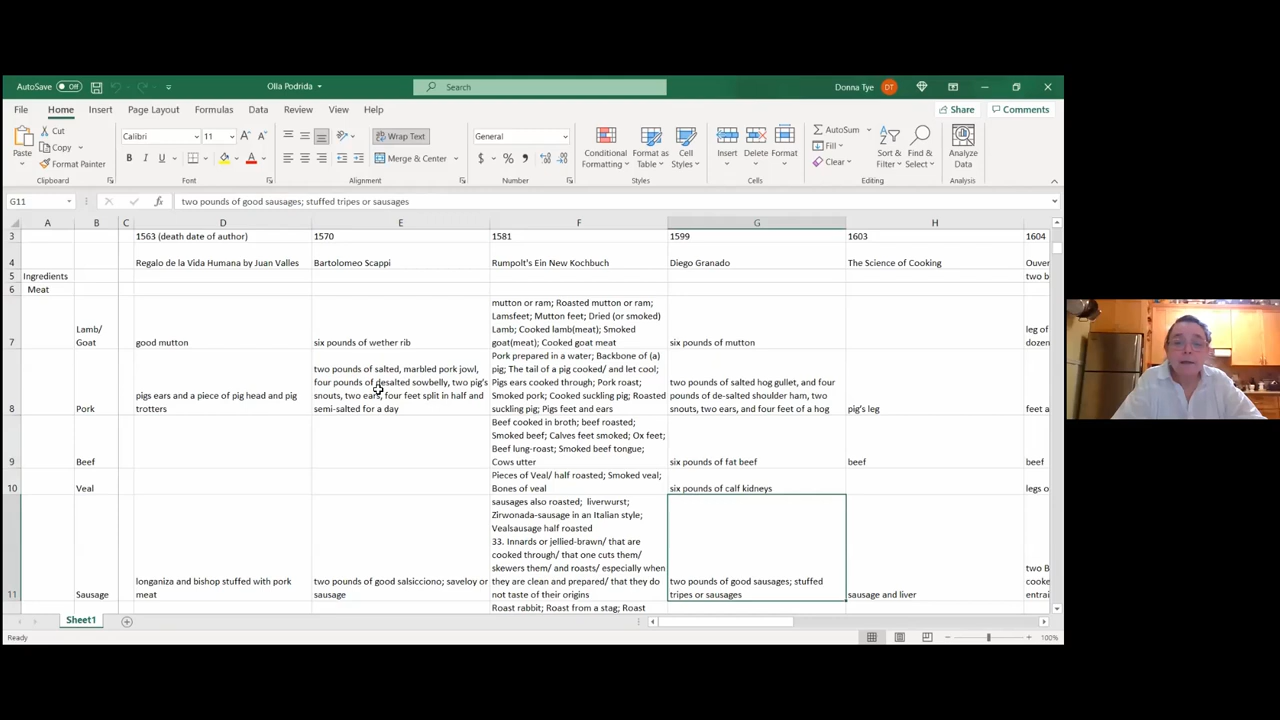 AutoSave Off Olla Podrida Search Donna Tye DT
File Home Insert Page Layout Formulas Data Review View Help Share Comments
Paste Cut Copy Format Painter Clipboard
Calibri 11 A A B I U A Font
Wrap Text Merge & Center Alignment
General $ % , Number
Conditional Formatting Format as Table Cell Styles Styles
Insert Delete Format Cells
AutoSum Fill Clear Sort & Filter Find & Select Editing
Analyze Data Analysis
G11 fx two pounds of good sausages; stuffed tripes or sausages
A B C D E F G H I
3 1563 (death date of author) 1570 1581 1599 1603 1604
4 Regalo de la Vida Humana by Juan Valles Bartolomeo Scappi Rumpolt's Ein New Kochbuch Diego Granado The Science of Cooking Ouver
5 Ingredients two b
6 Meat
mutton or ram; Roasted mutton or ram;
Lamsfeet; Mutton feet; Dried (or smoked)
Lamb/ Lamb; Cooked lamb(meat); Smoked leg of
7 Goat good mutton six pounds of wether rib goat(meat); Cooked goat meat six pounds of mutton dozen
Pork prepared in a water; Backbone of (a)
two pounds of salted, marbled pork jowl, pig; The tail of a pig cooked/ and let cool;
four pounds of desalted sowbelly, two pig's Pigs ears cooked through; Pork roast; two pounds of salted hog gullet, and four
pigs ears and a piece of pig head and pig snouts, two ears, four feet split in half and Smoked pork; Cooked suckling pig; Roasted pounds of de-salted shoulder ham, two
8 Pork trotters semi-salted for a day suckling pig; Pigs feet and ears snouts, two ears, and four feet of a hog pig's leg feet a
Beef cooked in broth; beef roasted;
Smoked beef; Calves feet smoked; Ox feet;
Beef lung-roast; Smoked beef tongue;
9 Beef Cows utter six pounds of fat beef beef beef
Pieces of Veal/ half roasted; Smoked veal;
10 Veal Bones of veal six pounds of calf kidneys legs o
sausages also roasted; liverwurst;
Zirwonada-sausage in an Italian style;
Vealsausage half roasted
33. Innards or jellied-brawn/ that are
cooked through/ that one cuts them/ two B
skewers them/ and roasts/ especially when cooke
longaniza and bishop stuffed with pork two pounds of good salsicciono; saveloy or they are clean and prepared/ that they do two pounds of good sausages; stuffed entrai
11 Sausage meat sausage not taste of their origins tripes or sausages sausage and liver
Roast rabbit; Roast from a stag; Roast
Sheet1
Ready 100%